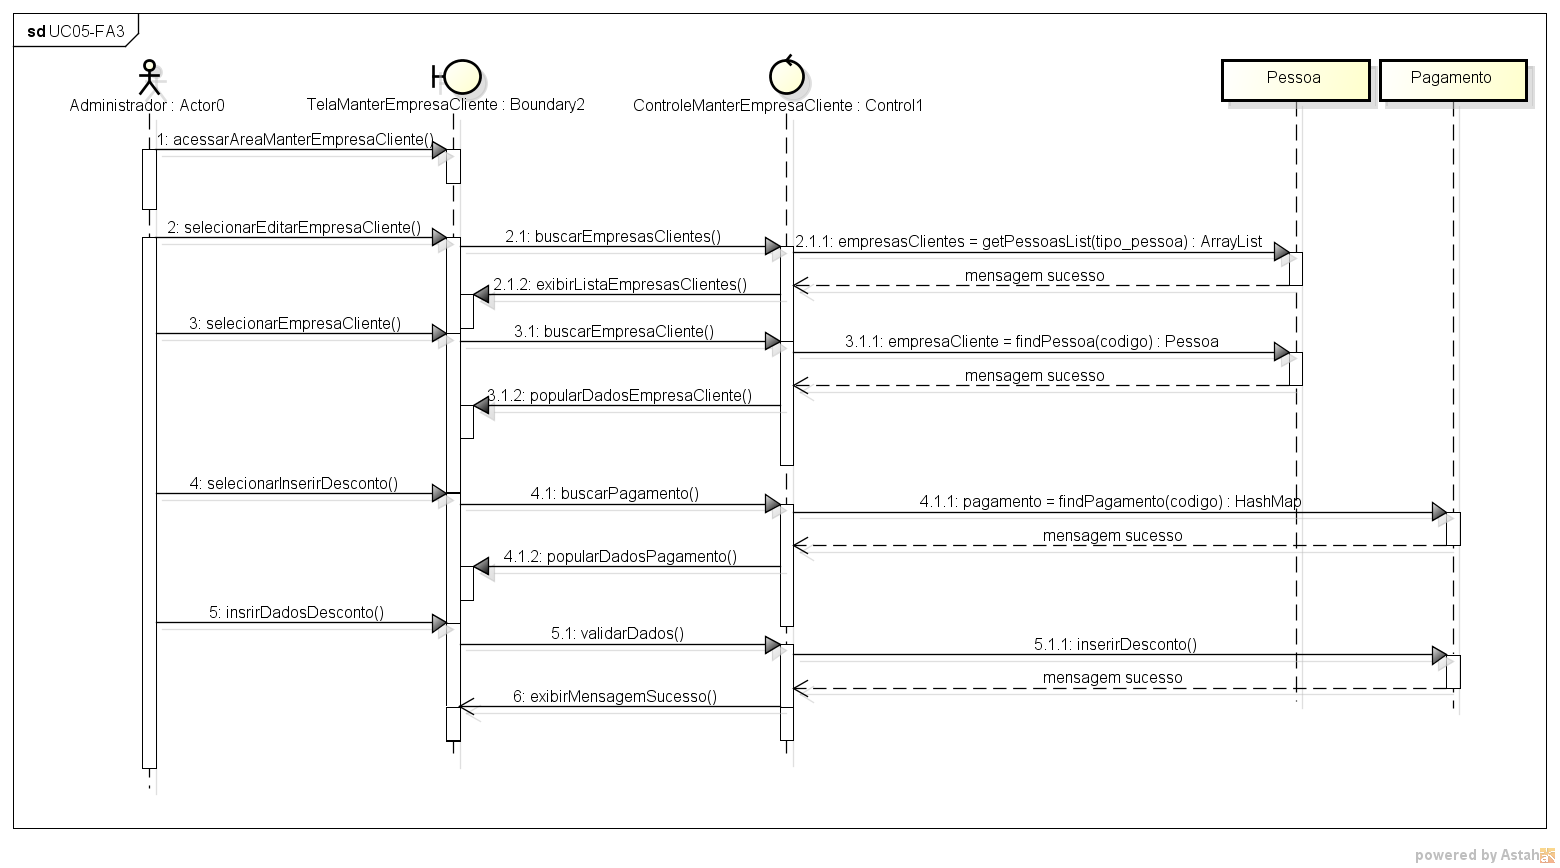 sd UC05-FA3
Administrador : Actor0
TelaManterEmpresaCliente : Boundary2
ControleManterEmpresaCliente : Control1
Pessoa
Pagamento
1: acessarAreaManterEmpresaCliente()
2: selecionarEditarEmpresaCliente()
2.1: buscarEmpresasClientes()
2.1.1: empresasClientes = getPessoasList(tipo_pessoa) : ArrayList
mensagem sucesso
2.1.2: exibirListaEmpresasClientes()
3: selecionarEmpresaCliente()
3.1: buscarEmpresaCliente()
3.1.1: empresaCliente = findPessoa(codigo) : Pessoa
mensagem sucesso
3.1.2: popularDadosEmpresaCliente()
4: selecionarInserirDesconto()
4.1: buscarPagamento()
4.1.1: pagamento = findPagamento(codigo) : HashMap
mensagem sucesso
4.1.2: popularDadosPagamento()
5: insrirDadosDesconto()
5.1: validarDados()
5.1.1: inserirDesconto()
mensagem sucesso
6: exibirMensagemSucesso()
powered by Astah